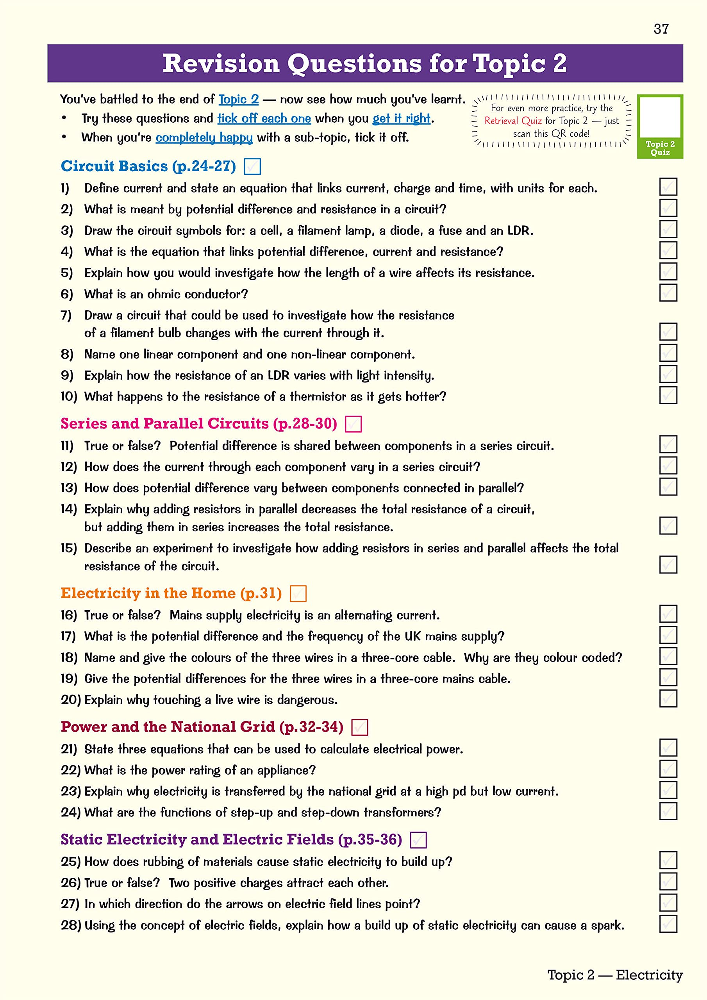 37
Revision Questions for Topic 2
You've battled to the end of Topic 2 — now see how much you've learnt.
• Try these questions and tick off each one when you get it right.
• When you're completely happy with a sub-topic, tick it off.
For even more practice, try the
Retrieval Quiz for Topic 2 — just
scan this QR code!
Topic 2
Quiz
Circuit Basics (p.24-27)
1) Define current and state an equation that links current, charge and time, with units for each.
2) What is meant by potential difference and resistance in a circuit?
3) Draw the circuit symbols for: a cell, a filament lamp, a diode, a fuse and an LDR.
4) What is the equation that links potential difference, current and resistance?
5) Explain how you would investigate how the length of a wire affects its resistance.
6) What is an ohmic conductor?
7) Draw a circuit that could be used to investigate how the resistance
of a filament bulb changes with the current through it.
8) Name one linear component and one non-linear component.
9) Explain how the resistance of an LDR varies with light intensity.
10) What happens to the resistance of a thermistor as it gets hotter?
Series and Parallel Circuits (p.28-30)
11) True or false? Potential difference is shared between components in a series circuit.
12) How does the current through each component vary in a series circuit?
13) How does potential difference vary between components connected in parallel?
14) Explain why adding resistors in parallel decreases the total resistance of a circuit,
but adding them in series increases the total resistance.
15) Describe an experiment to investigate how adding resistors in series and parallel affects the total
resistance of the circuit.
Electricity in the Home (p.31)
16) True or false? Mains supply electricity is an alternating current.
17) What is the potential difference and the frequency of the UK mains supply?
18) Name and give the colours of the three wires in a three-core cable. Why are they colour coded?
19) Give the potential differences for the three wires in a three-core mains cable.
20) Explain why touching a live wire is dangerous.
Power and the National Grid (p.32-34)
21) State three equations that can be used to calculate electrical power.
22) What is the power rating of an appliance?
23) Explain why electricity is transferred by the national grid at a high pd but low current.
24) What are the functions of step-up and step-down transformers?
Static Electricity and Electric Fields (p.35-36)
25) How does rubbing of materials cause static electricity to build up?
26) True or false? Two positive charges attract each other.
27) In which direction do the arrows on electric field lines point?
28) Using the concept of electric fields, explain how a build up of static electricity can cause a spark.
Topic 2 — Electricity